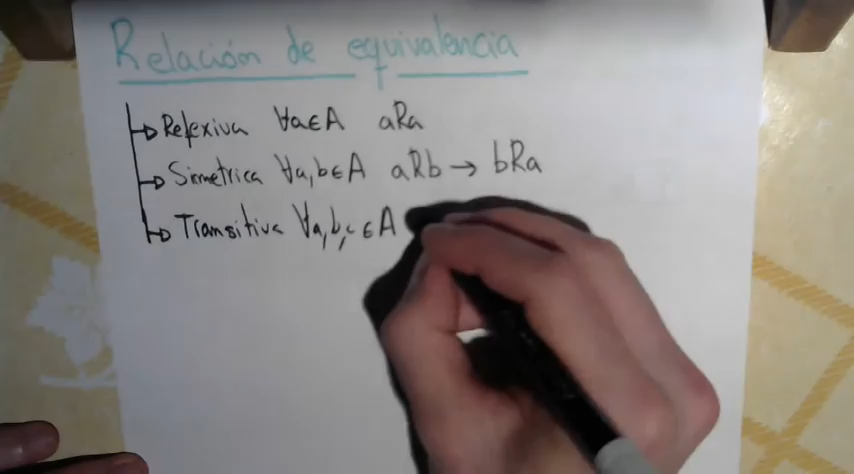 Relación de equivalencia
Reflexiva ∀a∈A aRa
Simetrica ∀a,b∈A aRb → bRa
Transitiva ∀a,b,c∈A